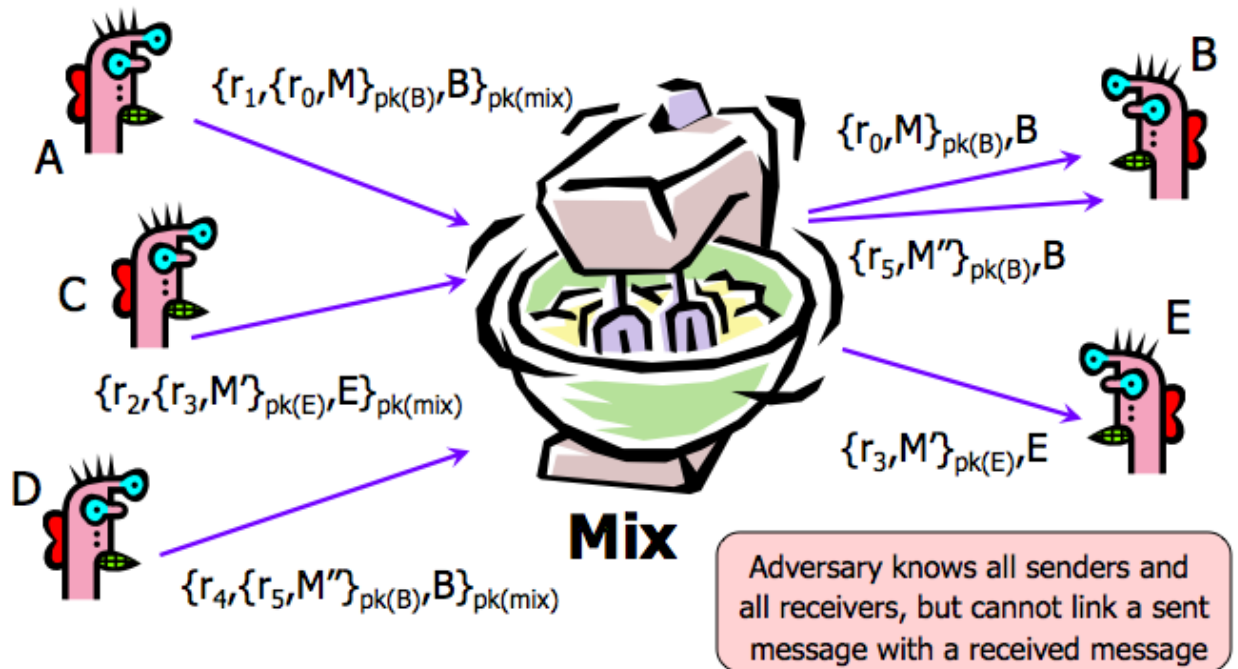 A
{r₁,{r₀,M}pk(B),B}pk(mix)
C
{r₂,{r₃,M′}pk(E),E}pk(mix)
D
{r₄,{r₅,M″}pk(B),B}pk(mix)
Mix
B
{r₀,M}pk(B),B
{r₅,M″}pk(B),B
E
{r₃,M′}pk(E),E
Adversary knows all senders and
all receivers, but cannot link a sent
message with a received message